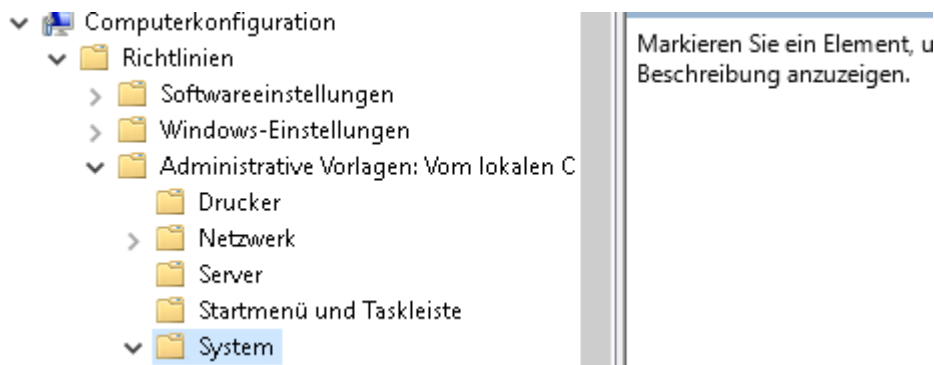 Computerkonfiguration
Richtlinien
Softwareeinstellungen
Windows-Einstellungen
Administrative Vorlagen: Vom lokalen C
Drucker
Netzwerk
Server
Startmenü und Taskleiste
System
Markieren Sie ein Element, u
Beschreibung anzuzeigen.